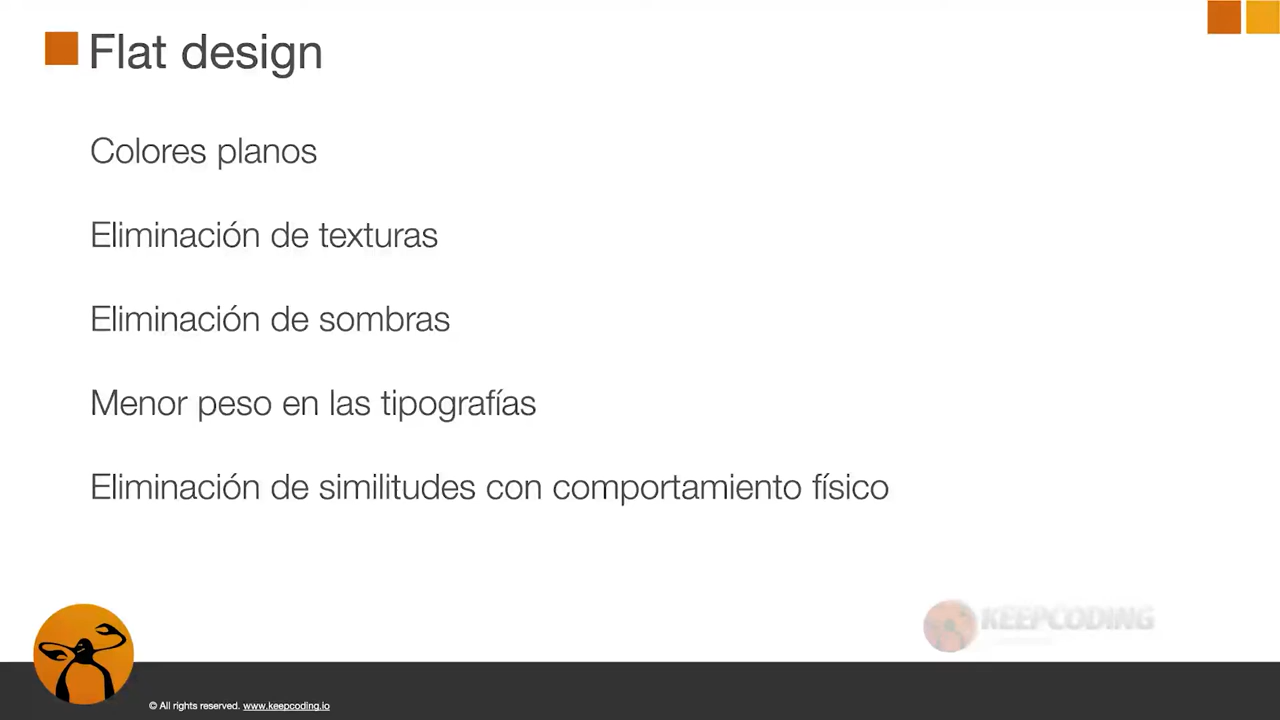 Flat design
Colores planos
Eliminación de texturas
Eliminación de sombras
Menor peso en las tipografías
Eliminación de similitudes con comportamiento físico
KEEPCODING
© All rights reserved. www.keepcoding.io